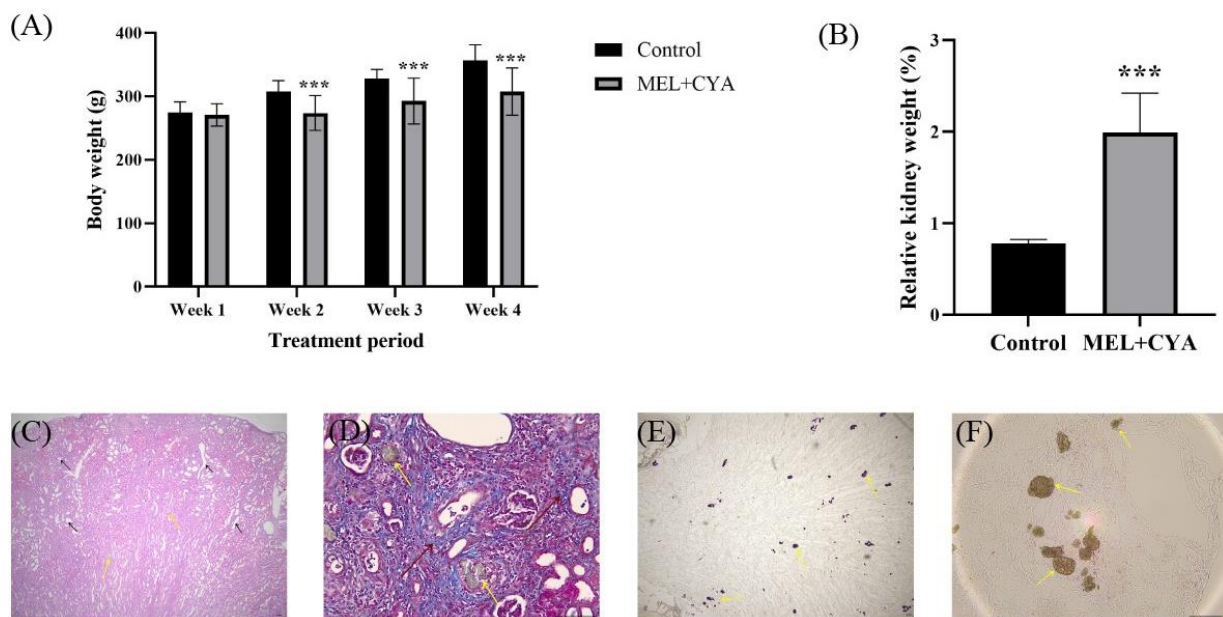 (A)
Body weight (g)
400
300
200
100
0
***
***
***
Week 1
Week 2
Week 3
Week 4
Treatment period
Control
MEL+CYA
(B)
Relative kidney weight (%)
3
2
1
0
***
Control
MEL+CYA
(C)
(D)
(E)
(F)